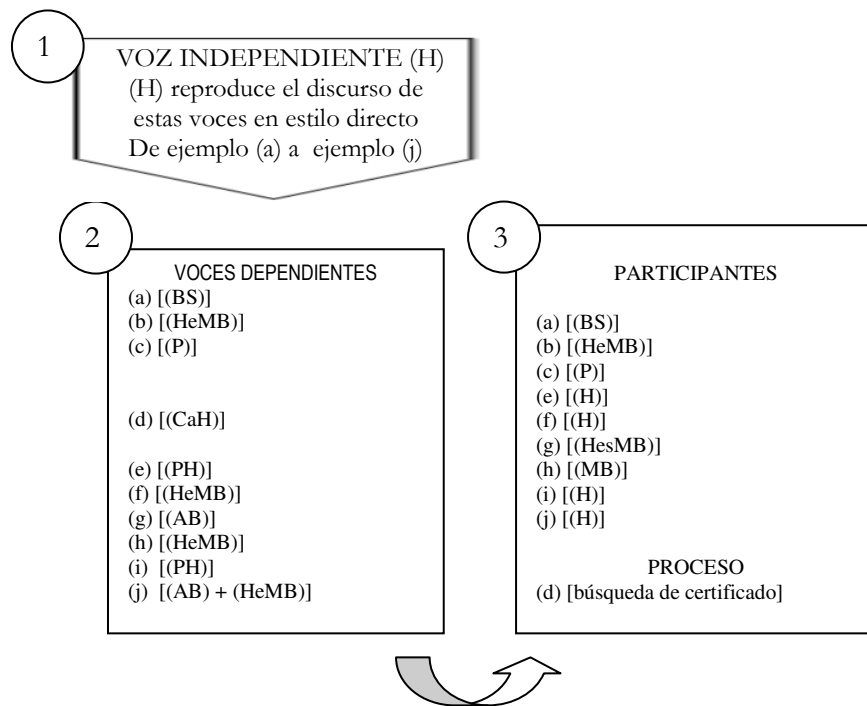 1
VOZ INDEPENDIENTE (H)
(H) reproduce el discurso de
estas voces en estilo directo
De ejemplo (a) a ejemplo (j)
2
VOCES DEPENDIENTES
(a) [(BS)]
(b) [(HeMB)]
(c) [(P)]
(d) [(CaH)]
(e) [(PH)]
(f) [(HeMB)]
(g) [(AB)]
(h) [(HeMB)]
(i) [(PH)]
(j) [(AB) + (HeMB)]
3
PARTICIPANTES
(a) [(BS)]
(b) [(HeMB)]
(c) [(P)]
(e) [(H)]
(f) [(H)]
(g) [(HesMB)]
(h) [(MB)]
(i) [(H)]
(j) [(H)]
PROCESO
(d) [búsqueda de certificado]